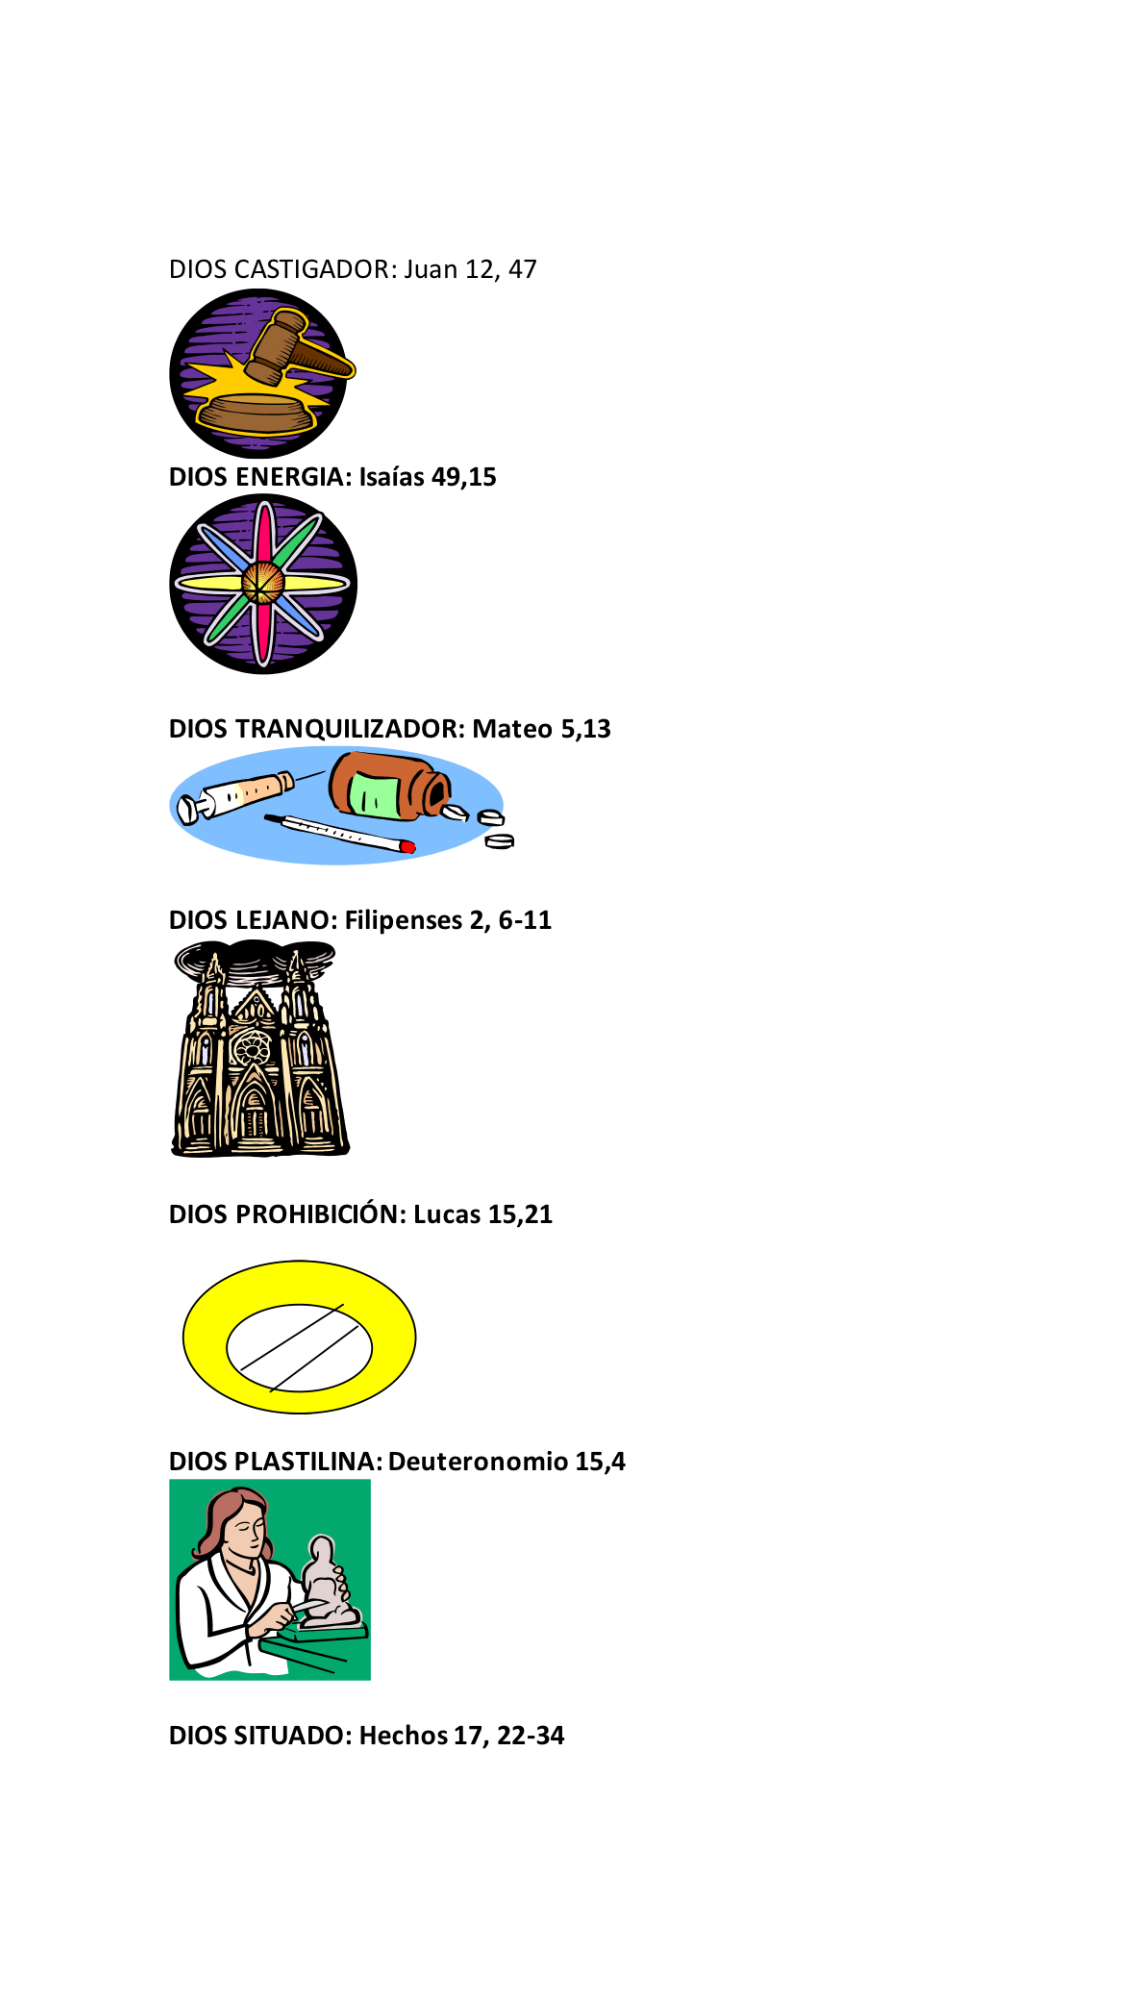 DIOS CASTIGADOR: Juan 12, 47
DIOS ENERGIA: Isaías 49,15
DIOS TRANQUILIZADOR: Mateo 5,13
DIOS LEJANO: Filipenses 2, 6-11
DIOS PROHIBICIÓN: Lucas 15,21
DIOS PLASTILINA: Deuteronomio 15,4
DIOS SITUADO: Hechos 17, 22-34